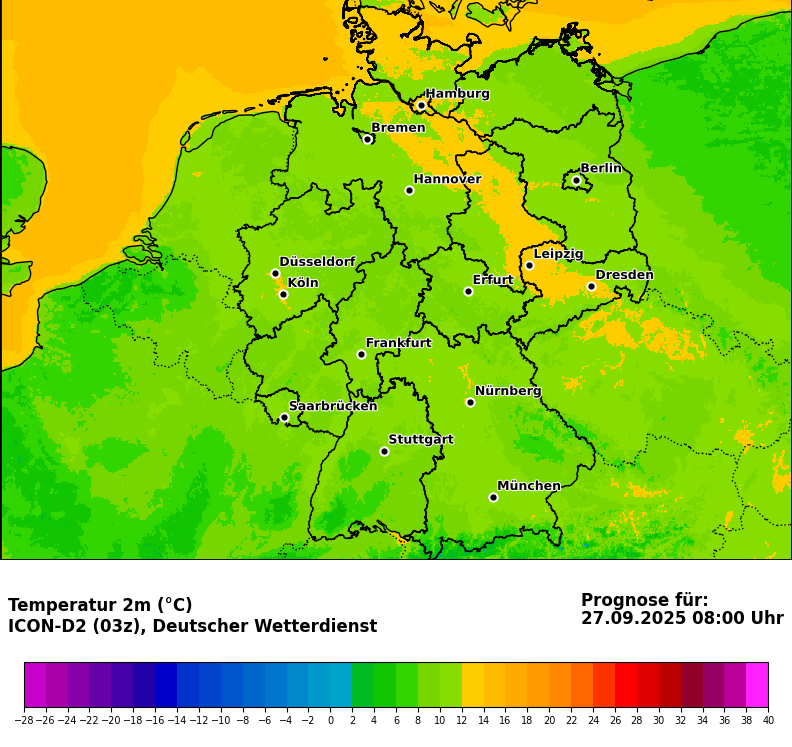 Hamburg
Bremen
Hannover
Berlin
Düsseldorf
Köln
Leipzig
Erfurt
Dresden
Frankfurt
Nürnberg
Saarbrücken
Stuttgart
München
Temperatur 2m (°C)
ICON-D2 (03z), Deutscher Wetterdienst
Prognose für:
27.09.2025 08:00 Uhr
−28 −26 −24 −22 −20 −18 −16 −14 −12 −10 −8 −6 −4 −2 0 2 4 6 8 10 12 14 16 18 20 22 24 26 28 30 32 34 36 38 40